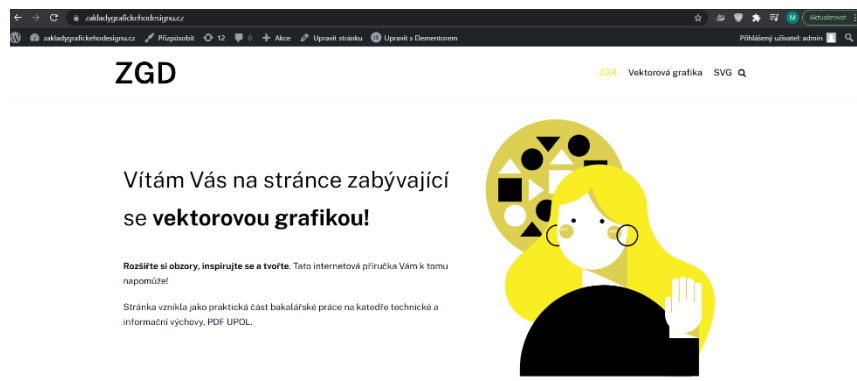 zakladygrafickehodesignu.cz
M
Aktualizovat
zakladygrafickehodesignu.cz Přizpůsobit 12 0 Akce Upravit stránku Upravit s Elementorem Přihlášený uživatel: admin
ZGD
ZGR Vektorová grafika SVG
Vítám Vás na stránce zabývající
se vektorovou grafikou!
Rozšiřte si obzory, inspirujte se a tvořte. Tato internetová příručka Vám k tomu
napomůže!
Stránka vznikla jako praktická část bakalářské práce na katedře technické a
informační výchovy, PDF UPOL.